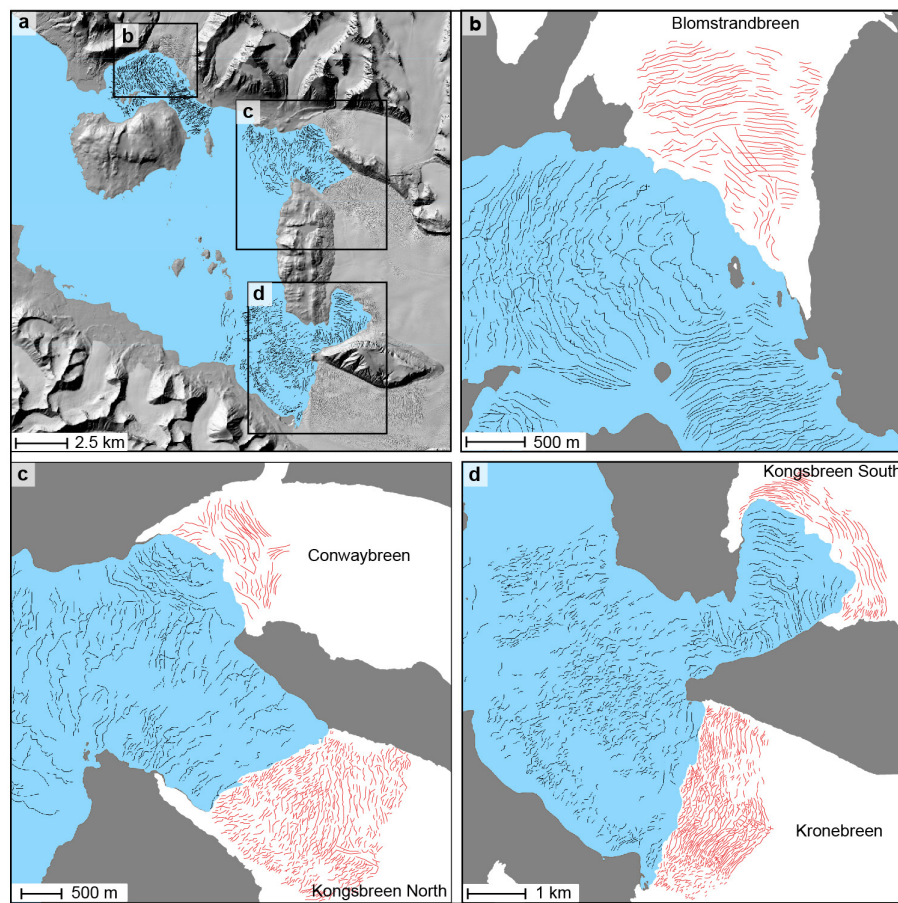 a
b
c
d
2.5 km
b
Blomstrandbreen
500 m
c
Conwaybreen
Kongsbreen North
500 m
d
Kongsbreen South
Kronebreen
1 km